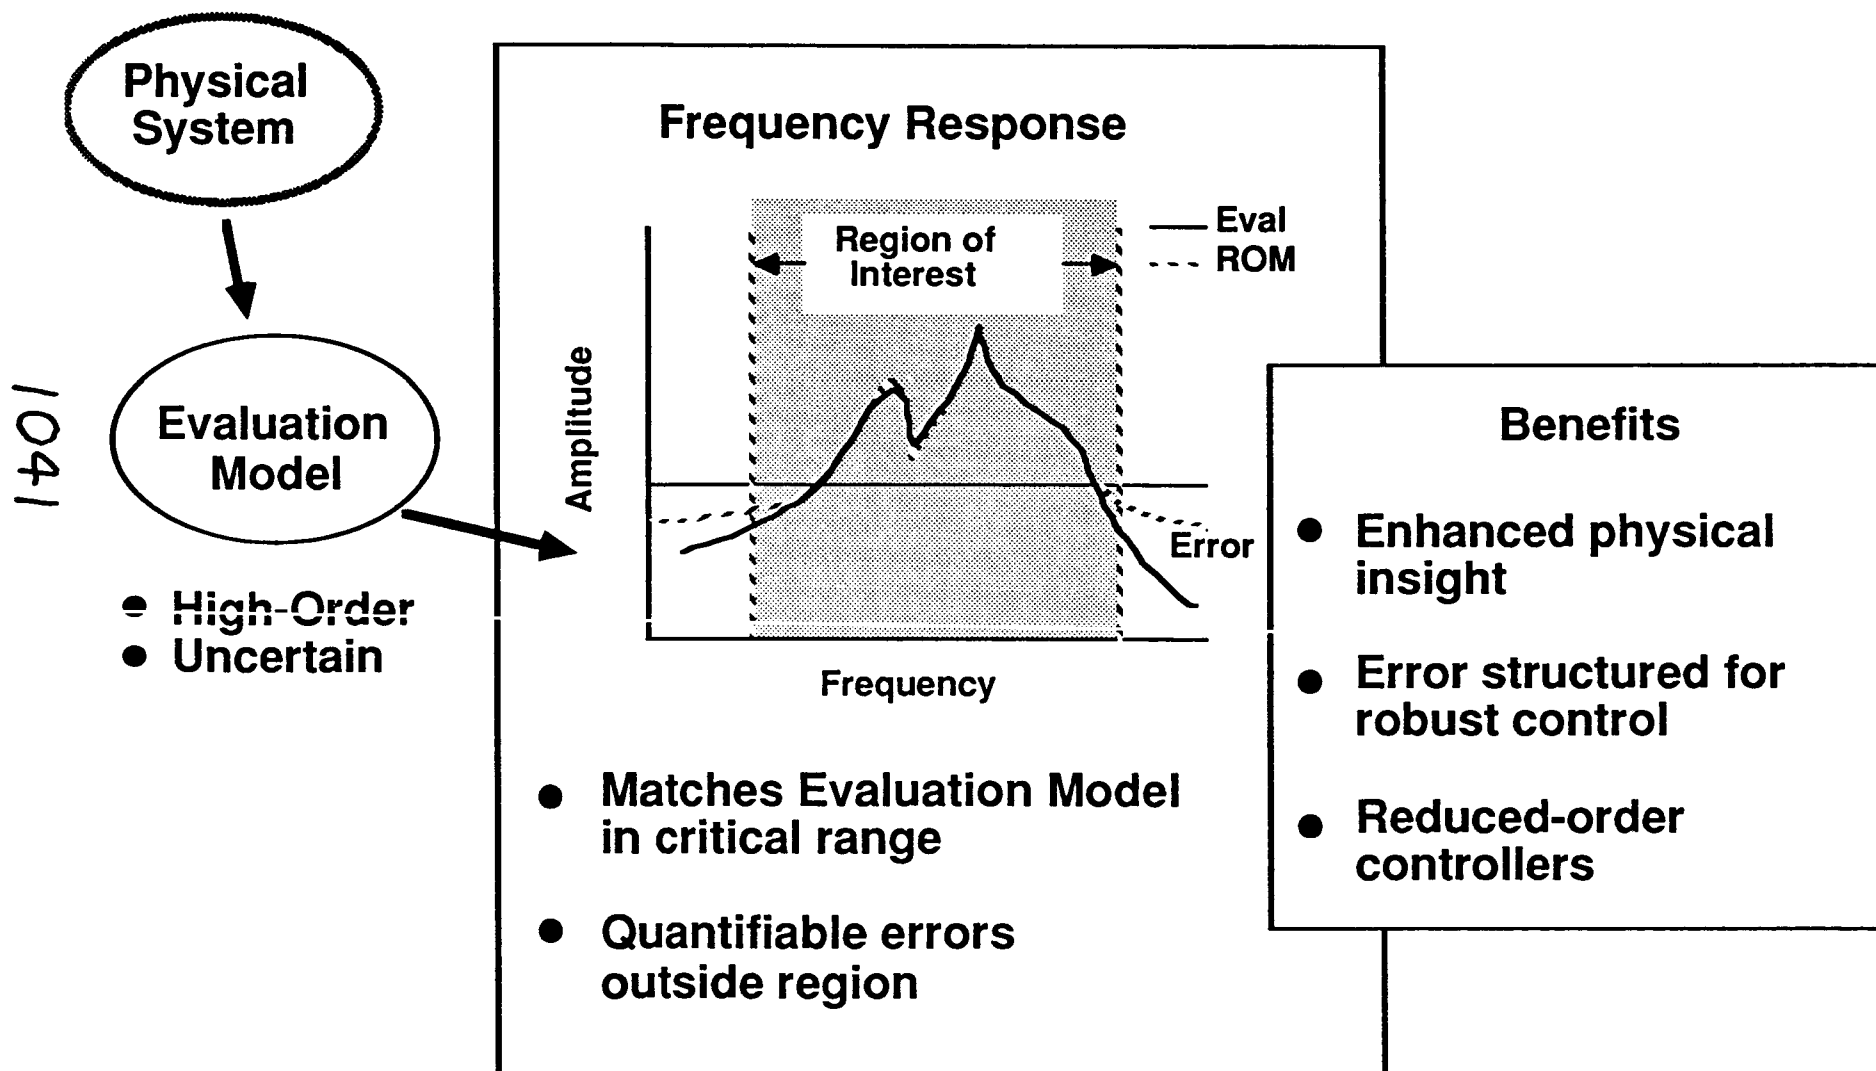 Physical
System
Evaluation
Model
High-Order
Uncertain
1041
Frequency Response
Region of
Interest
Eval
ROM
Amplitude
Error
Frequency
Matches Evaluation Model
in critical range
Quantifiable errors
outside region
Benefits
Enhanced physical
insight
Error structured for
robust control
Reduced-order
controllers